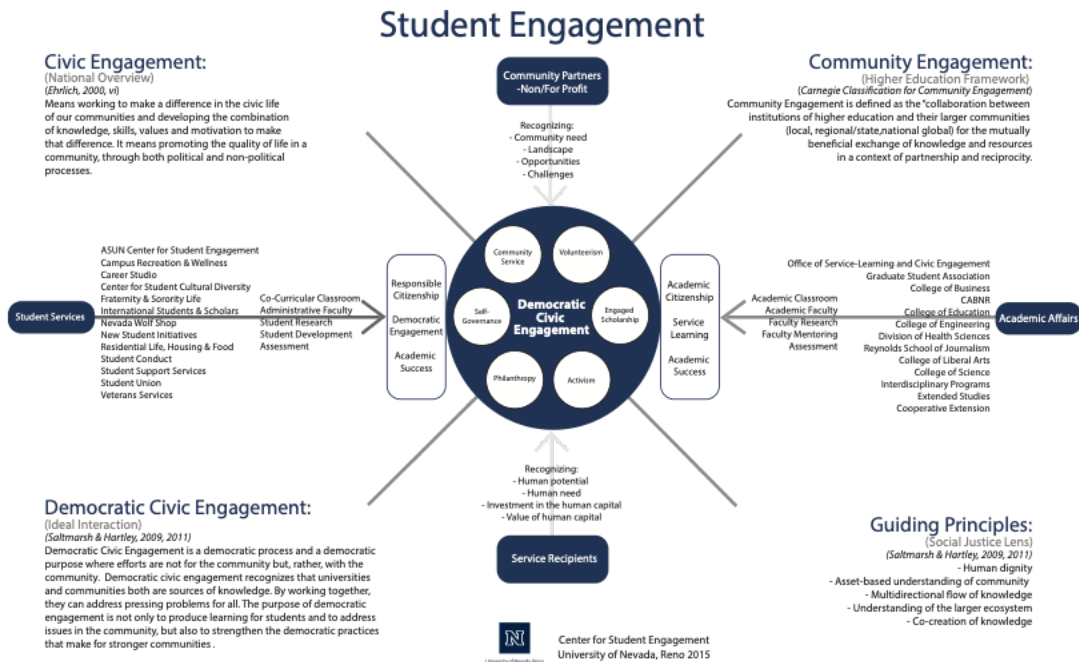 Student Engagement
Civic Engagement:
(National Overview)
(Ehrlich, 2000, vi)
Means working to make a difference in the civic life
of our communities and developing the combination
of knowledge, skills, values and motivation to make
that difference. It means promoting the quality of life in a
community, through both political and non-political
processes.
Community Partners
-Non/For Profit
Recognizing:
- Community need
- Landscape
- Opportunities
- Challenges
Community Engagement:
(Higher Education Framework)
(Carnegie Classification for Community Engagement)
Community Engagement is defined as the "collaboration between
institutions of higher education and their larger communities
(local, regional/state,national global) for the mutually
beneficial exchange of knowledge and resources
in a context of partnership and reciprocity.
Student Services
ASUN Center for Student Engagement
Campus Recreation & Wellness
Career Studio
Center for Student Cultural Diversity
Fraternity & Sorority Life
International Students & Scholars
Nevada Wolf Shop
New Student Initiatives
Residential Life, Housing & Food
Student Conduct
Student Support Services
Student Union
Veterans Services
Co-Curricular Classroom
Administrative Faculty
Student Research
Student Development
Assessment
Responsible
Citizenship
Democratic
Engagement
Academic
Success
Community
Service
Volunteerism
Self-
Governance
Democratic
Civic
Engagement
Engaged
Scholarship
Philanthropy
Activism
Academic
Citizenship
Service
Learning
Academic
Success
Academic Classroom
Academic Faculty
Faculty Research
Faculty Mentoring
Assessment
Office of Service-Learning and Civic Engagement
Graduate Student Association
College of Business
CABNR
College of Education
College of Engineering
Division of Health Sciences
Reynolds School of Journalism
College of Liberal Arts
College of Science
Interdisciplinary Programs
Extended Studies
Cooperative Extension
Academic Affairs
Recognizing:
- Human potential
- Human need
- Investment in the human capital
- Value of human capital
Service Recipients
Democratic Civic Engagement:
(Ideal Interaction)
(Saltmarsh & Hartley, 2009, 2011)
Democratic Civic Engagement is a democratic process and a democratic
purpose where efforts are not for the community but, rather, with the
community. Democratic civic engagement recognizes that universities
and communities both are sources of knowledge. By working together,
they can address pressing problems for all. The purpose of democratic
engagement is not only to produce learning for students and to address
issues in the community, but also to strengthen the democratic practices
that make for stronger communities .
Guiding Principles:
(Social Justice Lens)
(Saltmarsh & Hartley, 2009, 2011)
- Human dignity
- Asset-based understanding of community
- Multidirectional flow of knowledge
- Understanding of the larger ecosystem
- Co-creation of knowledge
N
University of Nevada, Reno
Center for Student Engagement
University of Nevada, Reno 2015